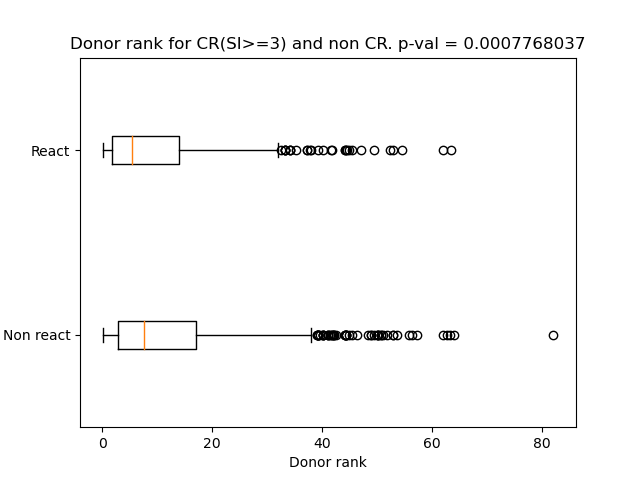 Donor rank for CR(SI>=3) and non CR. p-val = 0.0007768037
React
Non react
0 20 40 60 80
Donor rank